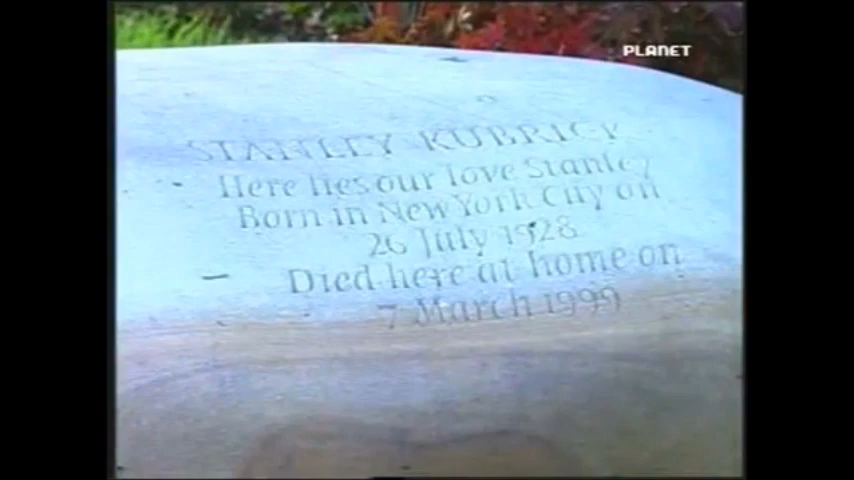 PLANET
STANLEY KUBRICK
Here lies our love Stanley
Born in New York City on
26 July 1928
Died here at home on
7 March 1999